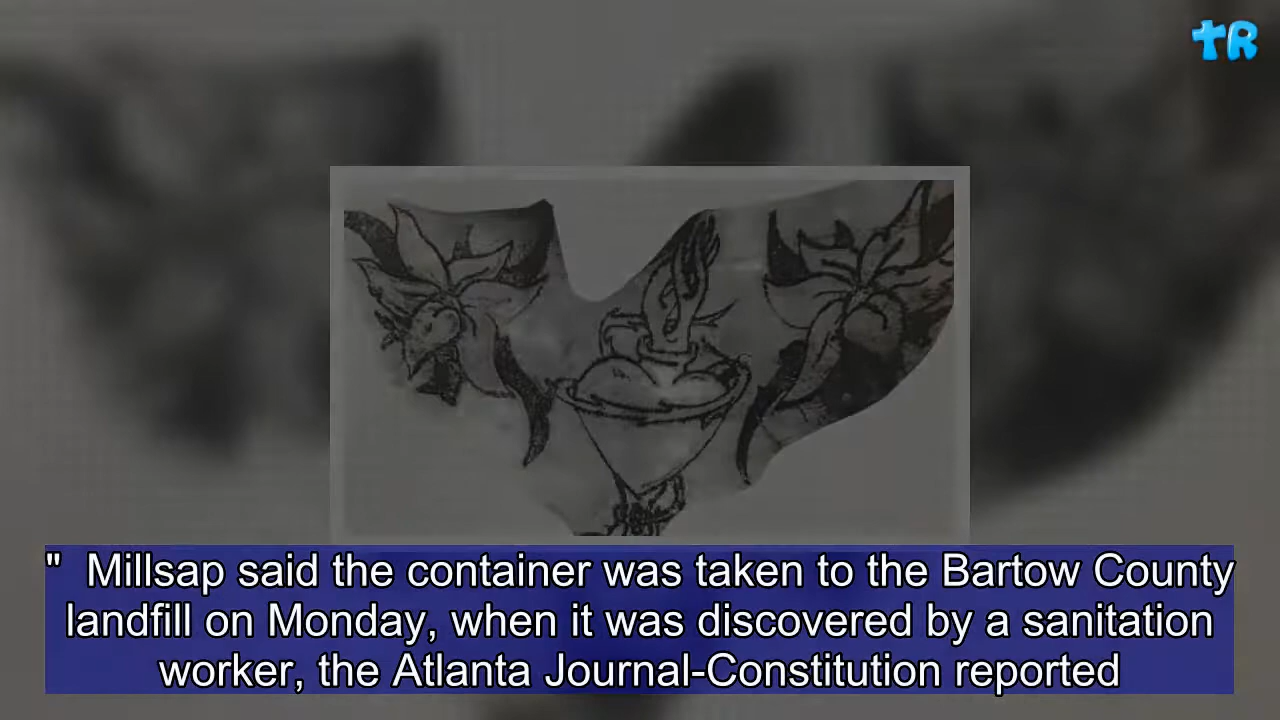 TR
"  Millsap said the container was taken to the Bartow County
landfill on Monday, when it was discovered by a sanitation
worker, the Atlanta Journal-Constitution reported